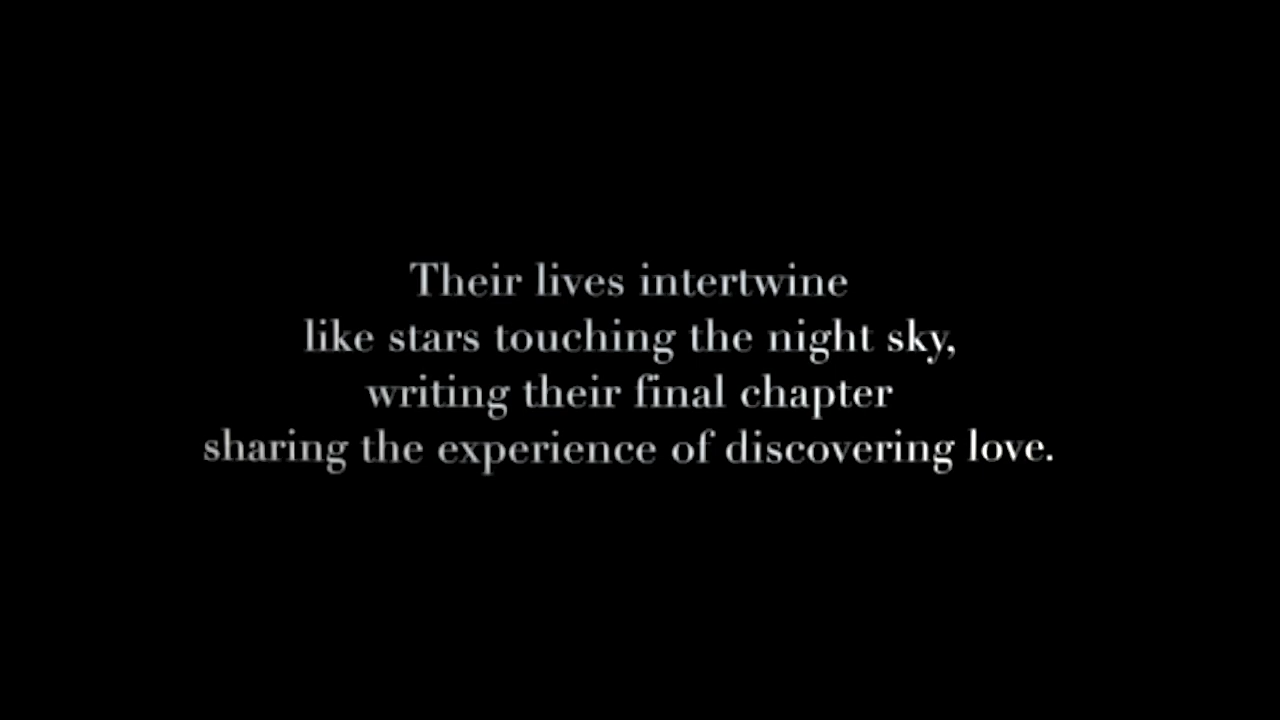 Their lives intertwine
like stars touching the night sky,
writing their final chapter
sharing the experience of discovering love.